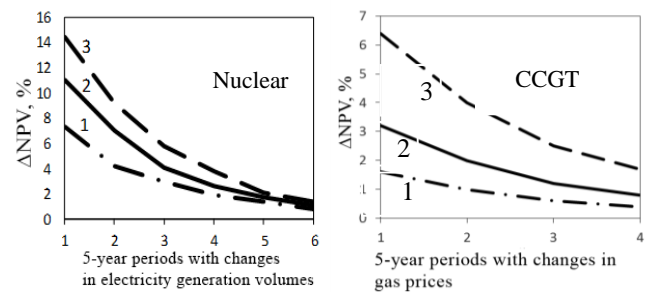 16
14
12
10
8
6
4
2
0
ΔNPV, %
Nuclear
3
2
1
1 2 3 4 5 6
5-year periods with changes
in electricity generation volumes
7
6
5
4
3
2
1
0
ΔNPV, %
CCGT
3
2
1
1 2 3 4
5-year periods with changes in
gas prices